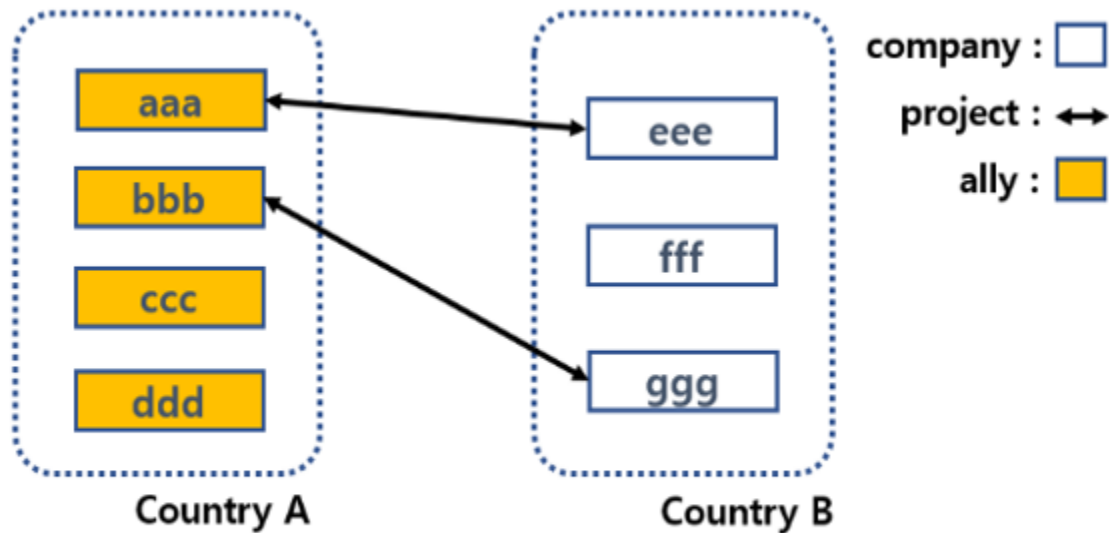 aaa
bbb
ccc
ddd
Country A
eee
fff
ggg
Country B
company :
project :
ally :